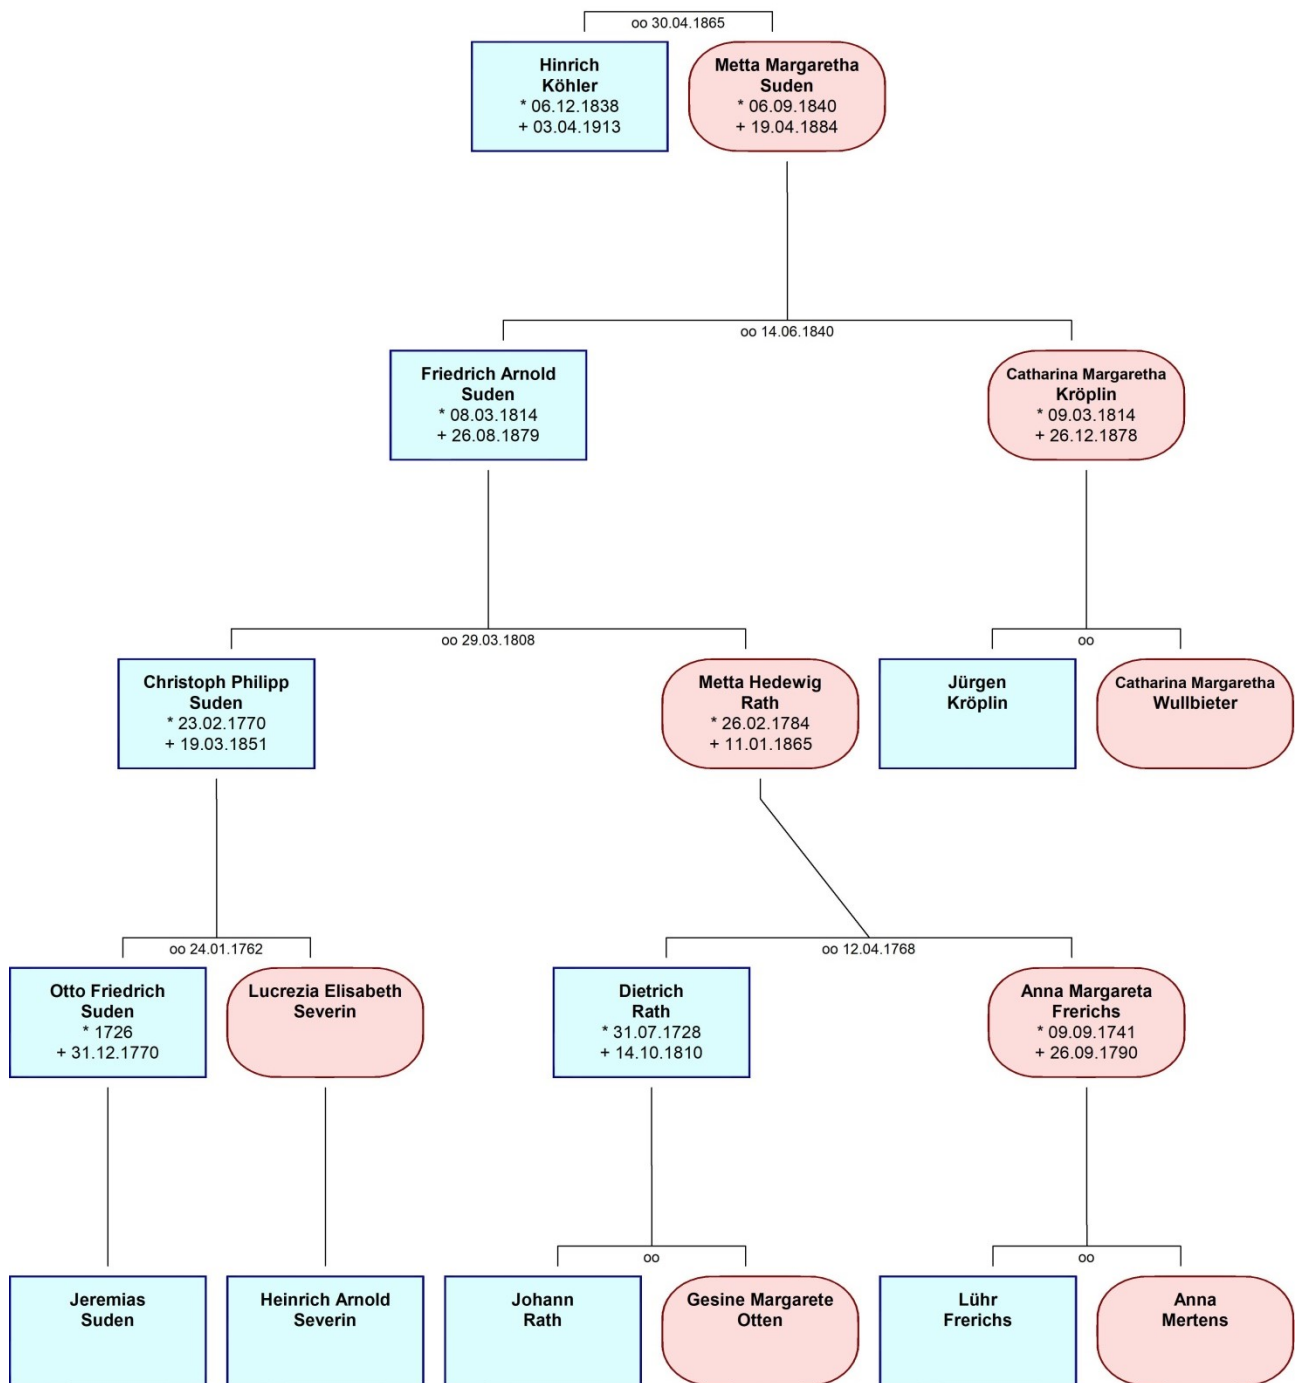 oo 30.04.1865
Hinrich
Köhler
* 06.12.1838
+ 03.04.1913
Metta Margaretha
Suden
* 06.09.1840
+ 19.04.1884
oo 14.06.1840
Friedrich Arnold
Suden
* 08.03.1814
+ 26.08.1879
Catharina Margaretha
Kröplin
* 09.03.1814
+ 26.12.1878
oo 29.03.1808
oo
Christoph Philipp
Suden
* 23.02.1770
+ 19.03.1851
Metta Hedewig
Rath
* 26.02.1784
+ 11.01.1865
Jürgen
Kröplin
Catharina Margaretha
Wullbieter
oo 24.01.1762
oo 12.04.1768
Otto Friedrich
Suden
* 1726
+ 31.12.1770
Lucrezia Elisabeth
Severin
Dietrich
Rath
* 31.07.1728
+ 14.10.1810
Anna Margareta
Frerichs
* 09.09.1741
+ 26.09.1790
oo
oo
Jeremias
Suden
Heinrich Arnold
Severin
Johann
Rath
Gesine Margarete
Otten
Lühr
Frerichs
Anna
Mertens